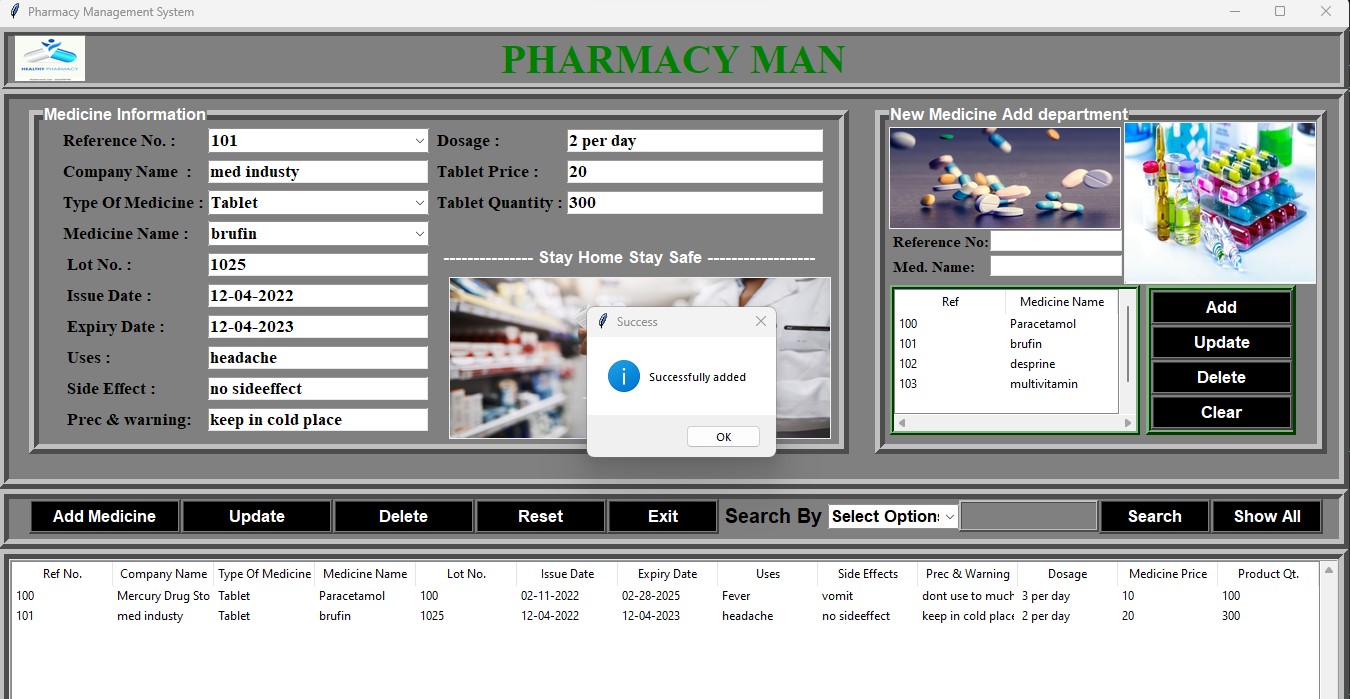 Pharmacy Management System
HEALTHY PHARMACY
PHARMACY MAN
Medicine Information
Reference No. : 101
Company Name : med industy
Type Of Medicine : Tablet
Medicine Name : brufin
Lot No. : 1025
Issue Date : 12-04-2022
Expiry Date : 12-04-2023
Uses : headache
Side Effect : no sideeffect
Prec & warning: keep in cold place
Dosage : 2 per day
Tablet Price : 20
Tablet Quantity : 300
--------------- Stay Home Stay Safe ------------------
Success
Successfully added
OK
New Medicine Add department
Reference No:
Med. Name:
Ref Medicine Name
100 Paracetamol
101 brufin
102 desprine
103 multivitamin
Add
Update
Delete
Clear
Add Medicine Update Delete Reset Exit Search By Select Options Search Show All
Ref No. Company Name Type Of Medicine Medicine Name Lot No. Issue Date Expiry Date Uses Side Effects Prec & Warning Dosage Medicine Price Product Qt.
100 Mercury Drug Sto Tablet Paracetamol 100 02-11-2022 02-28-2025 Fever vomit dont use to much 3 per day 10 100
101 med industy Tablet brufin 1025 12-04-2022 12-04-2023 headache no sideeffect keep in cold place 2 per day 20 300